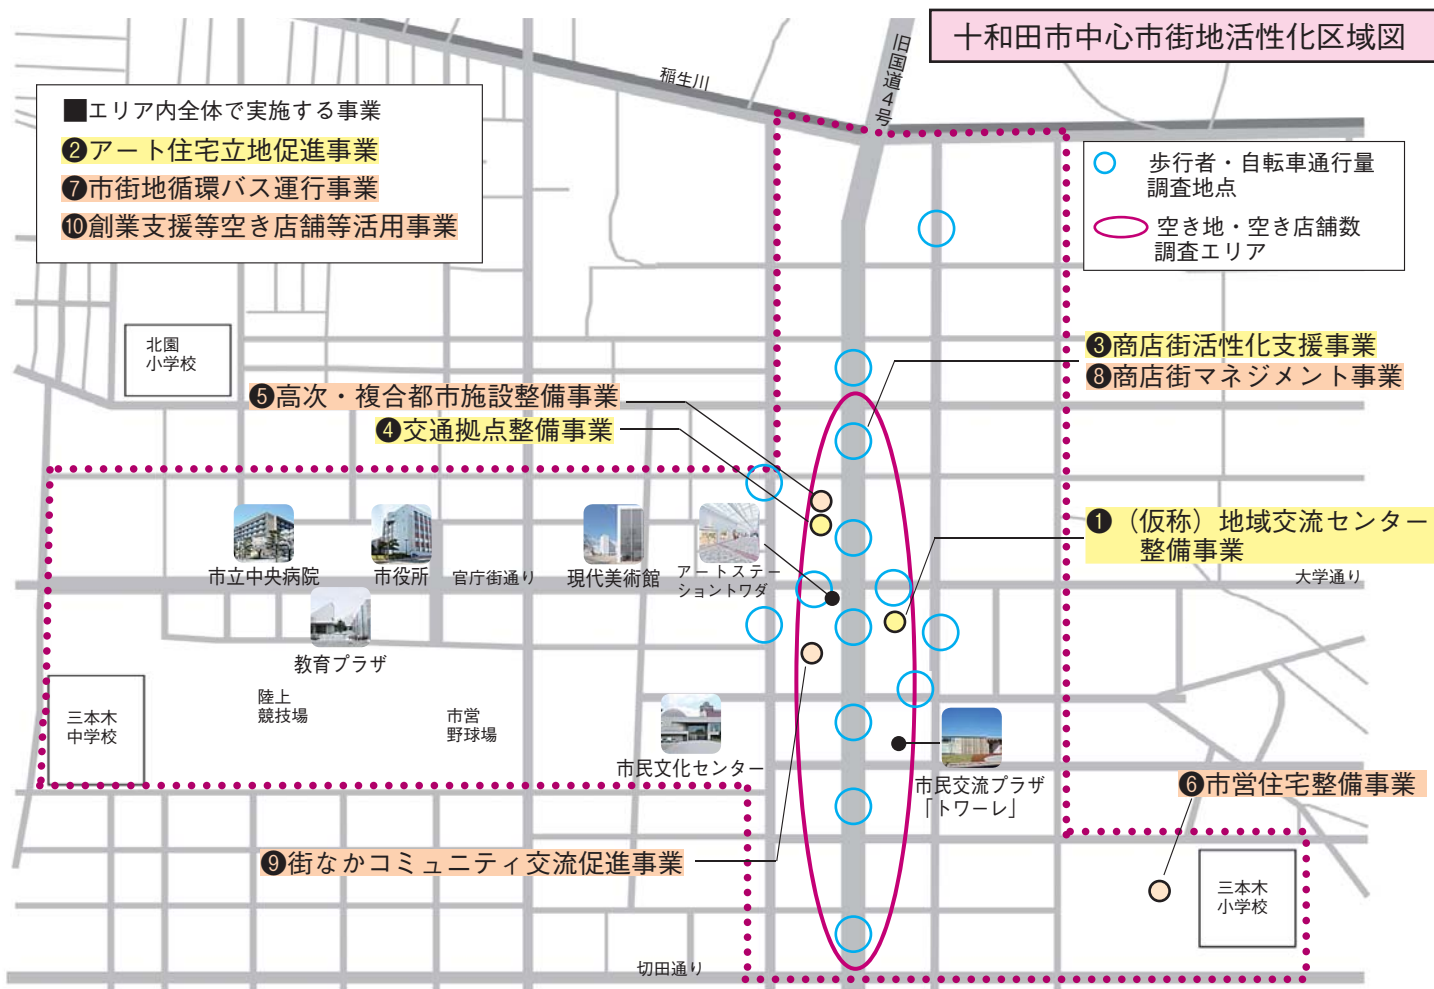 十和田市中心市街地活性化区域図
■エリア内全体で実施する事業
❷アート住宅立地促進事業
❼市街地循環バス運行事業
❿創業支援等空き店舗等活用事業
稲生川
旧国道4号
歩行者・自転車通行量
調査地点
空き地・空き店舗数
調査エリア
北園
小学校
❸商店街活性化支援事業
❽商店街マネジメント事業
❺高次・複合都市施設整備事業
❹交通拠点整備事業
❶（仮称）地域交流センター
整備事業
市立中央病院
市役所
官庁街通り
現代美術館
アートステー
ショントワダ
大学通り
教育プラザ
三本木
中学校
陸上
競技場
市営
野球場
市民文化センター
市民交流プラザ
「トワーレ」
❻市営住宅整備事業
❾街なかコミュニティ交流促進事業
三本木
小学校
切田通り